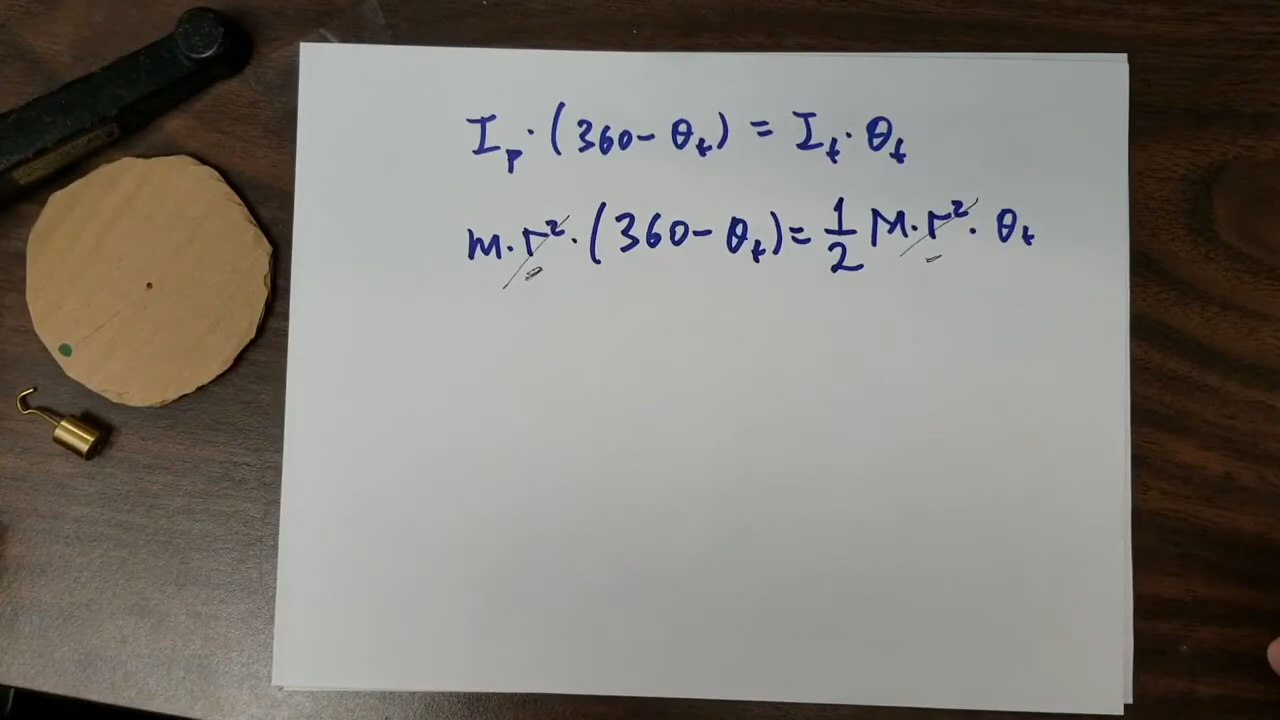 I_p · (360 - θ_t) = I_t · θ_t
m · r² · (360 - θ_t) = 1/2 M · r² · θ_t